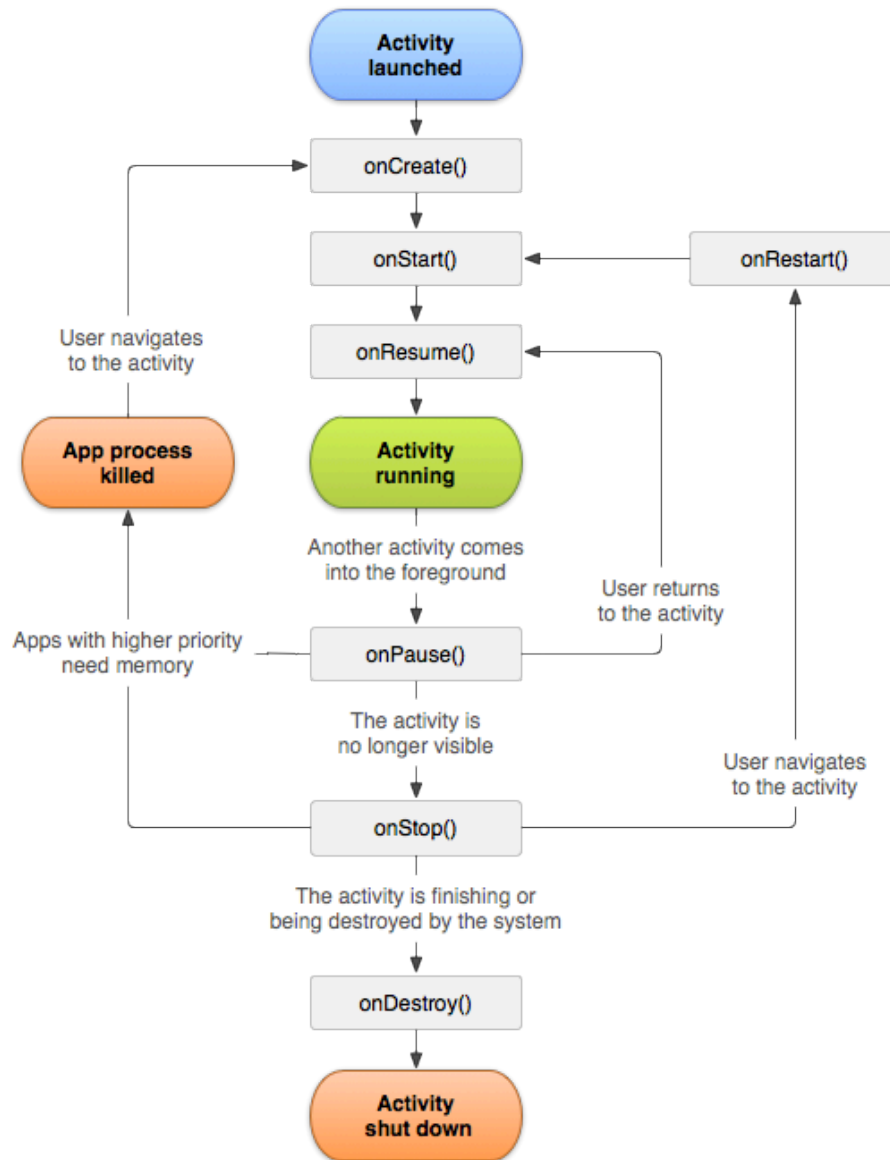 Activity
launched
onCreate()
onStart()
onRestart()
User navigates
to the activity
onResume()
App process
killed
Activity
running
Another activity comes
into the foreground
User returns
to the activity
Apps with higher priority
need memory
onPause()
The activity is
no longer visible
User navigates
to the activity
onStop()
The activity is finishing or
being destroyed by the system
onDestroy()
Activity
shut down